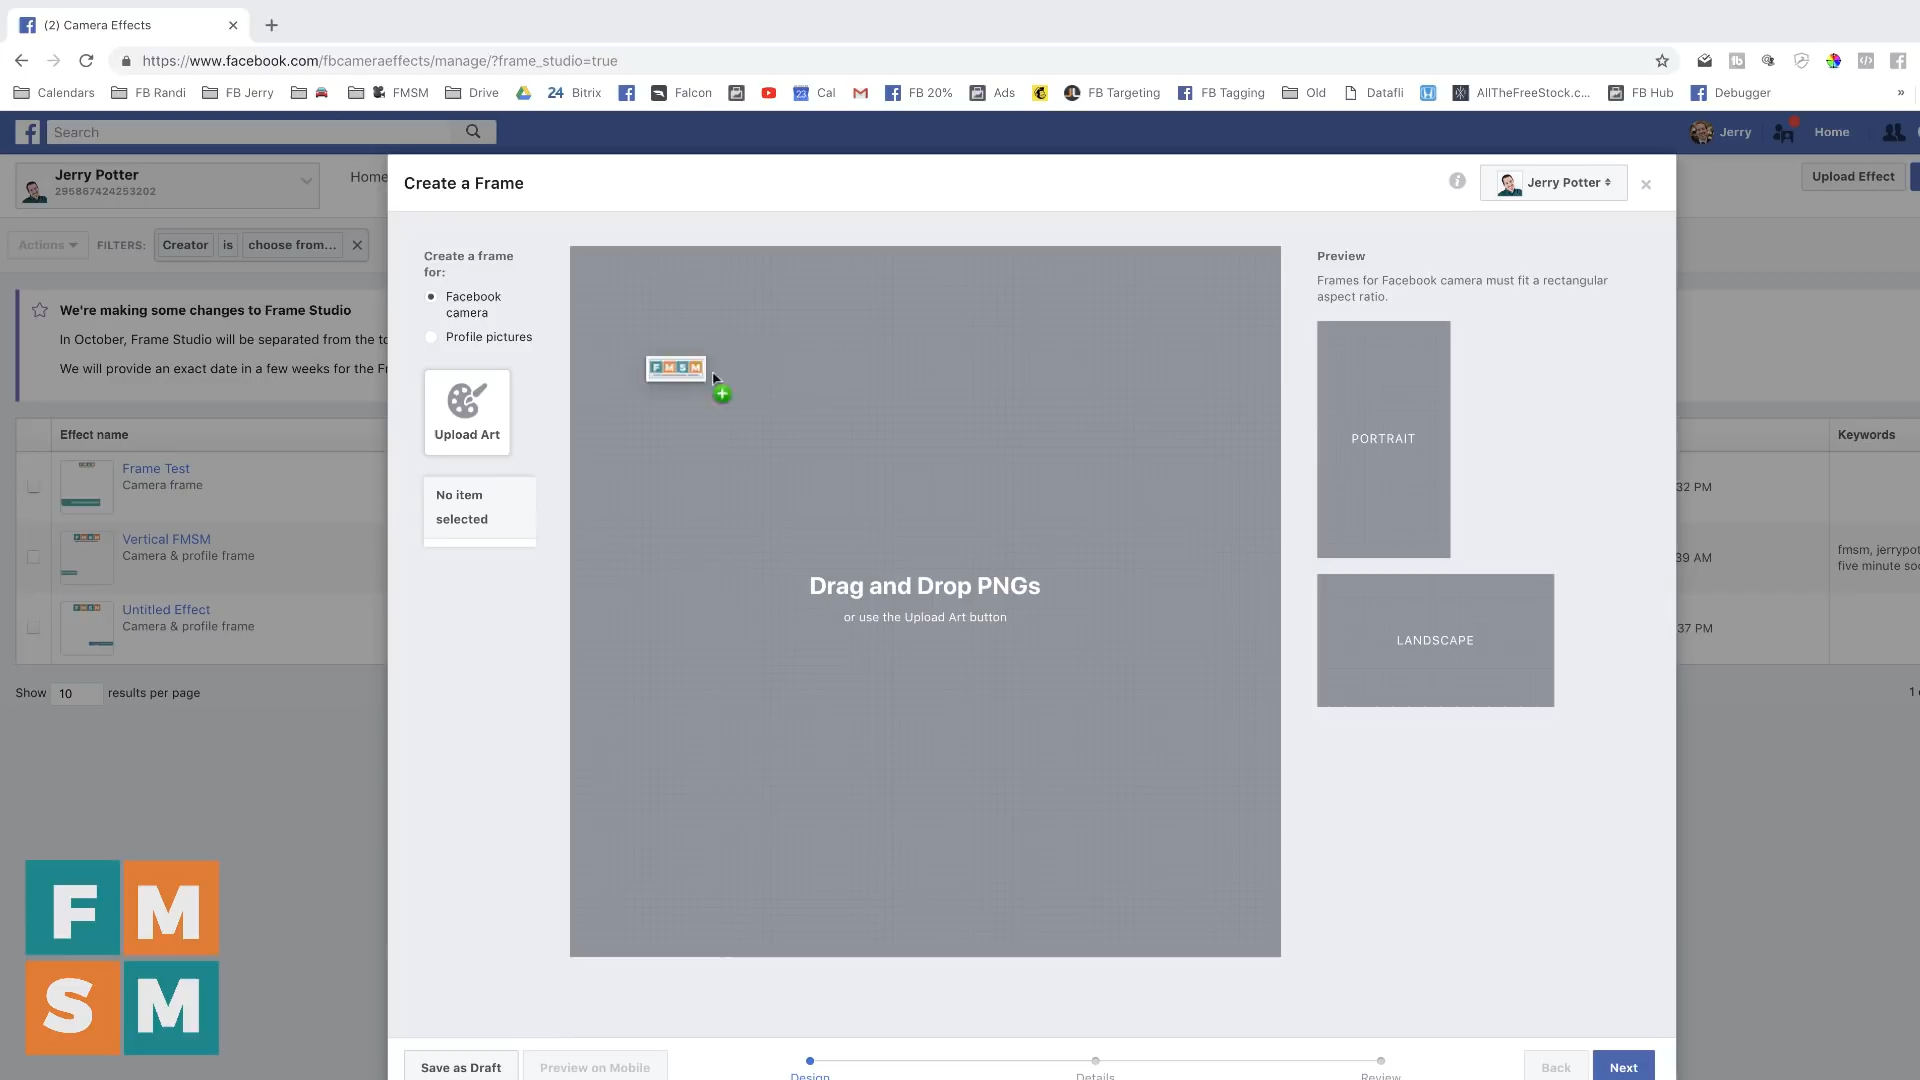 (2) Camera Effects
https://www.facebook.com/fbcameraeffects/manage/?frame_studio=true
Calendars
FB Randi
FB Jerry
FMSM
Drive
24 Bitrix
Falcon
23 Cal
FB 20%
Ads
FB Targeting
FB Tagging
Old
Datafli
AllTheFreeStock.c...
FB Hub
Debugger
»
Search
Jerry
Home
Jerry Potter
295867424253202
Home
Upload Effect
Create a Frame
Jerry Potter
Actions
FILTERS:
Creator
is
choose from...
We're making some changes to Frame Studio
In October, Frame Studio will be separated from the to
We will provide an exact date in a few weeks for the Fr
Effect name
Keywords
Frame Test
Camera frame
32 PM
Vertical FMSM
Camera & profile frame
39 AM
fmsm, jerrypot
five minute soc
Untitled Effect
Camera & profile frame
37 PM
Show 10 results per page
1
Create a frame
for:
Facebook
camera
Profile pictures
Upload Art
No item
selected
F M S M
Drag and Drop PNGs
or use the Upload Art button
Preview
Frames for Facebook camera must fit a rectangular
aspect ratio.
PORTRAIT
LANDSCAPE
F M
S M
Save as Draft
Preview on Mobile
Design
Details
Review
Back
Next